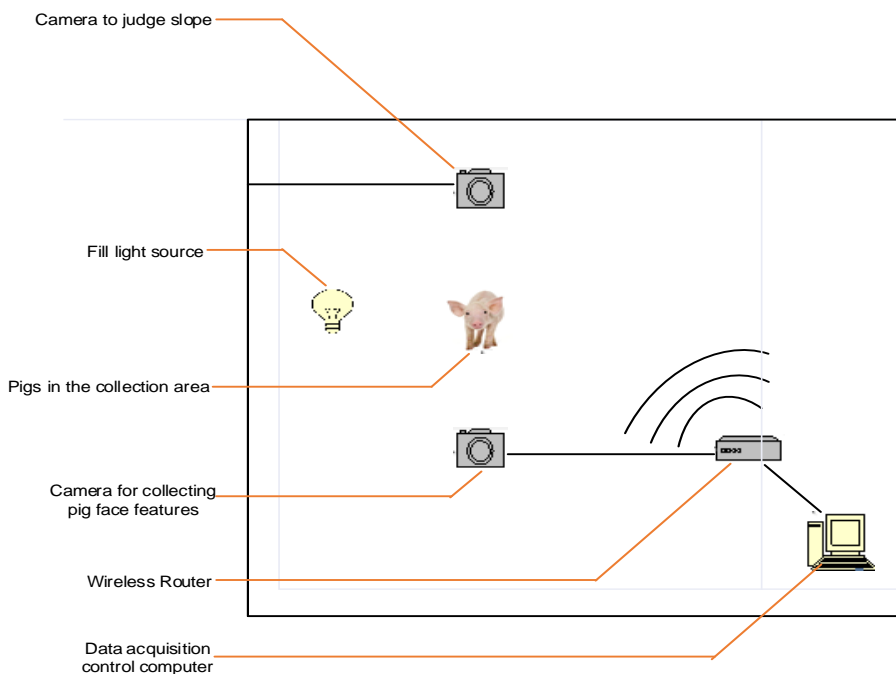 Camera to judge slope
Fill light source
Pigs in the collection area
Camera for collecting
pig face features
Wireless Router
Data acquisition
control computer